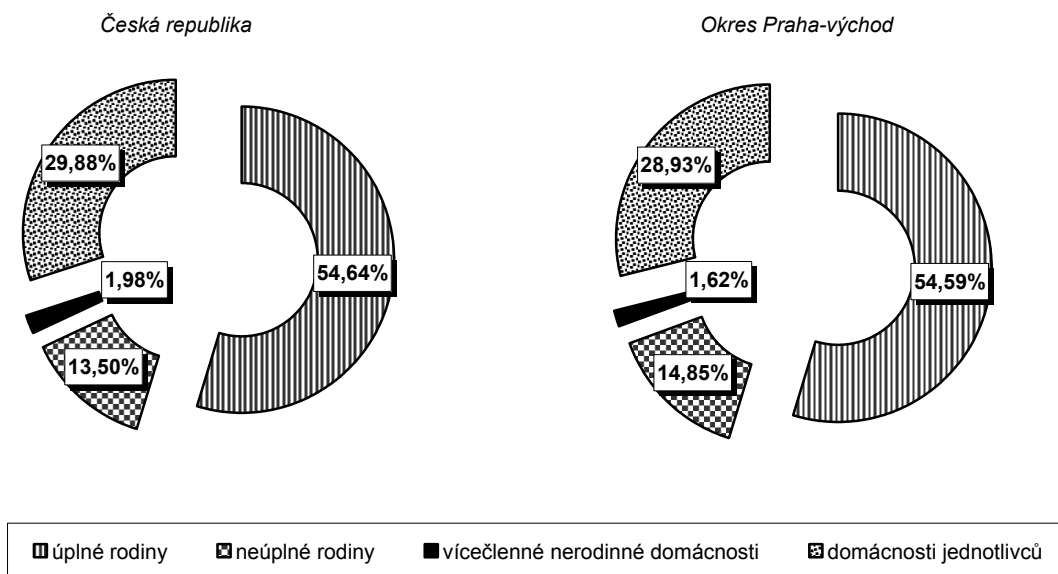 Česká republika
Okres Praha-východ
29,88%
1,98%
54,64%
13,50%
28,93%
1,62%
54,59%
14,85%
úplné rodiny
neúplné rodiny
vícečlenné nerodinné domácnosti
domácnosti jednotlivců